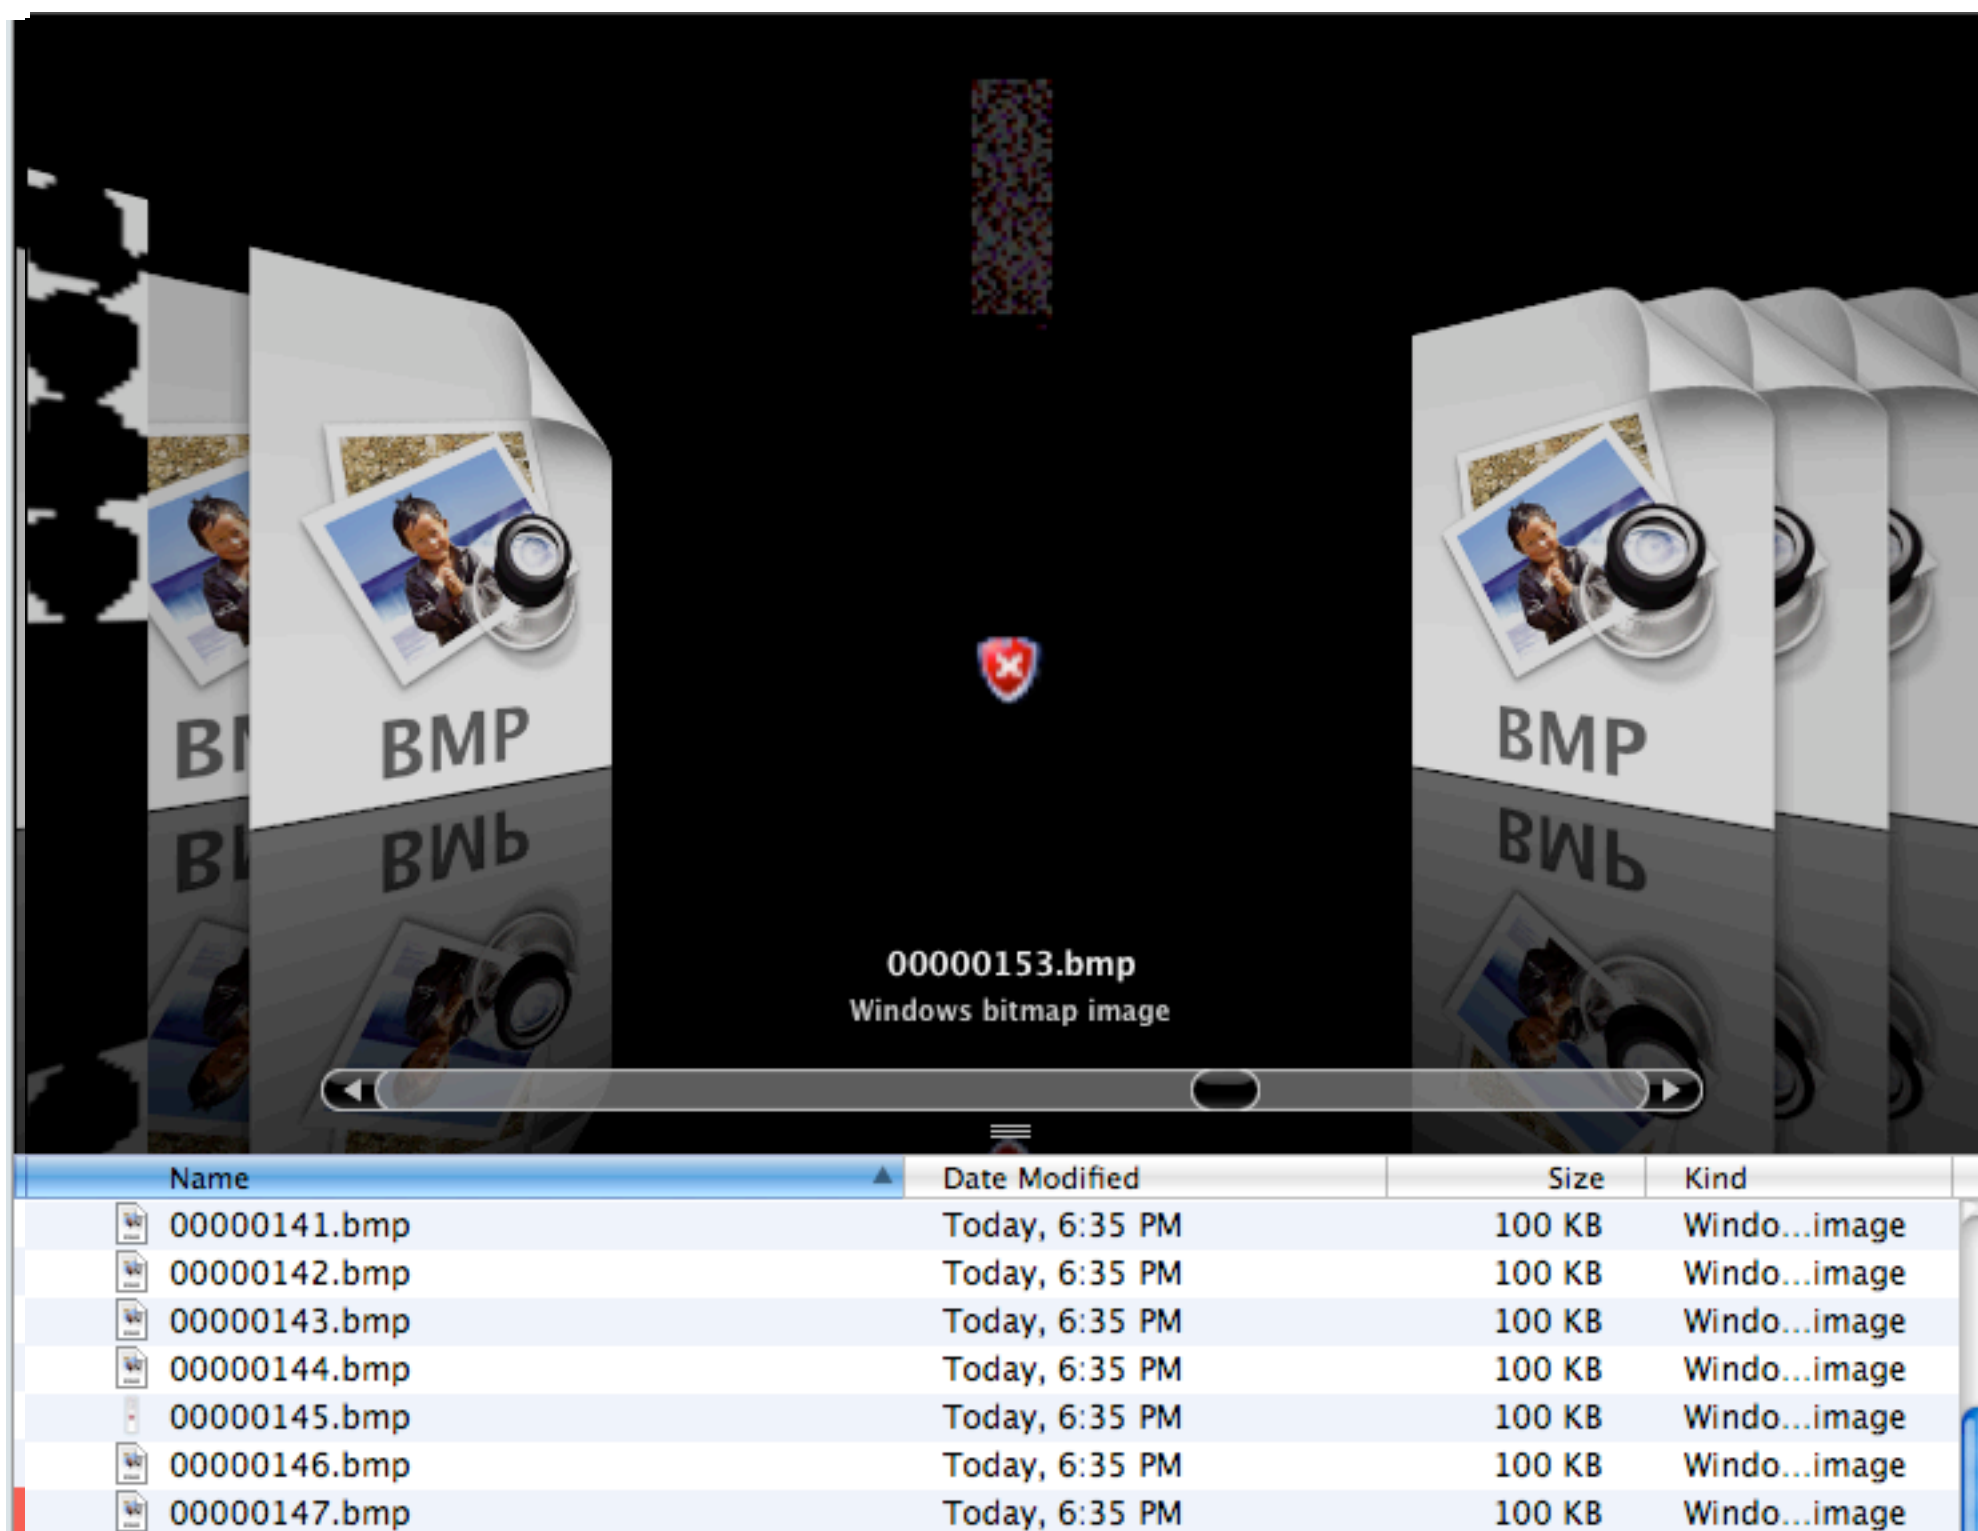 BMP
BMP
00000153.bmp
Windows bitmap image
Name Date Modified Size Kind
00000141.bmp Today, 6:35 PM 100 KB Windo...image
00000142.bmp Today, 6:35 PM 100 KB Windo...image
00000143.bmp Today, 6:35 PM 100 KB Windo...image
00000144.bmp Today, 6:35 PM 100 KB Windo...image
00000145.bmp Today, 6:35 PM 100 KB Windo...image
00000146.bmp Today, 6:35 PM 100 KB Windo...image
00000147.bmp Today, 6:35 PM 100 KB Windo...image